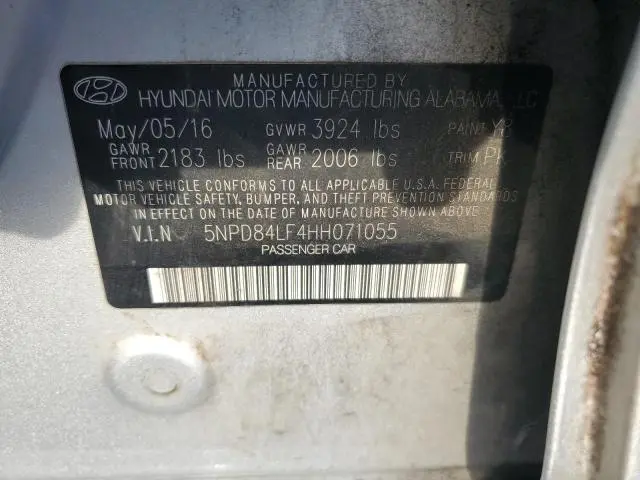 MANUFACTURED BY
HYUNDAI MOTOR MANUFACTURING ALABAMA, LLC
May/05/16 GVWR 3924 lbs PAINT Y8
GAWR FRONT 2183 lbs GAWR REAR 2006 lbs TRIM PK
THIS VEHICLE CONFORMS TO ALL APPLICABLE U.S.A. FEDERAL
MOTOR VEHICLE SAFETY, BUMPER, AND THEFT PREVENTION STANDARDS
IN EFFECT ON THE DATE OF MANUFACTURE SHOWN ABOVE.
V.I.N 5NPD84LF4HH071055
PASSENGER CAR